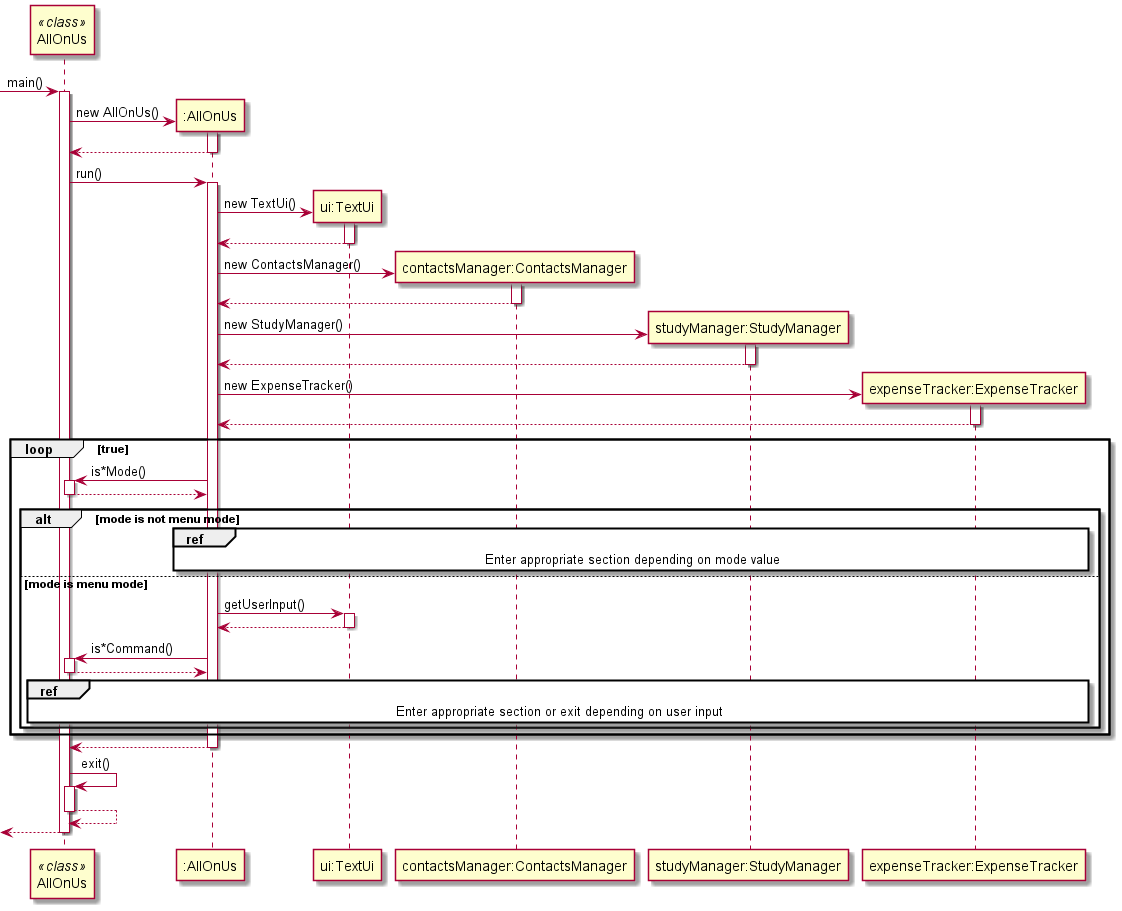 «class»
AllOnUs
main()
new AllOnUs()
:AllOnUs
run()
new TextUi()
ui:TextUi
new ContactsManager()
contactsManager:ContactsManager
new StudyManager()
studyManager:StudyManager
new ExpenseTracker()
expenseTracker:ExpenseTracker
loop [true]
is*Mode()
alt [mode is not menu mode]
ref
Enter appropriate section depending on mode value
[mode is menu mode]
getUserInput()
is*Command()
ref
Enter appropriate section or exit depending on user input
exit()
«class»
AllOnUs
:AllOnUs
ui:TextUi
contactsManager:ContactsManager
studyManager:StudyManager
expenseTracker:ExpenseTracker